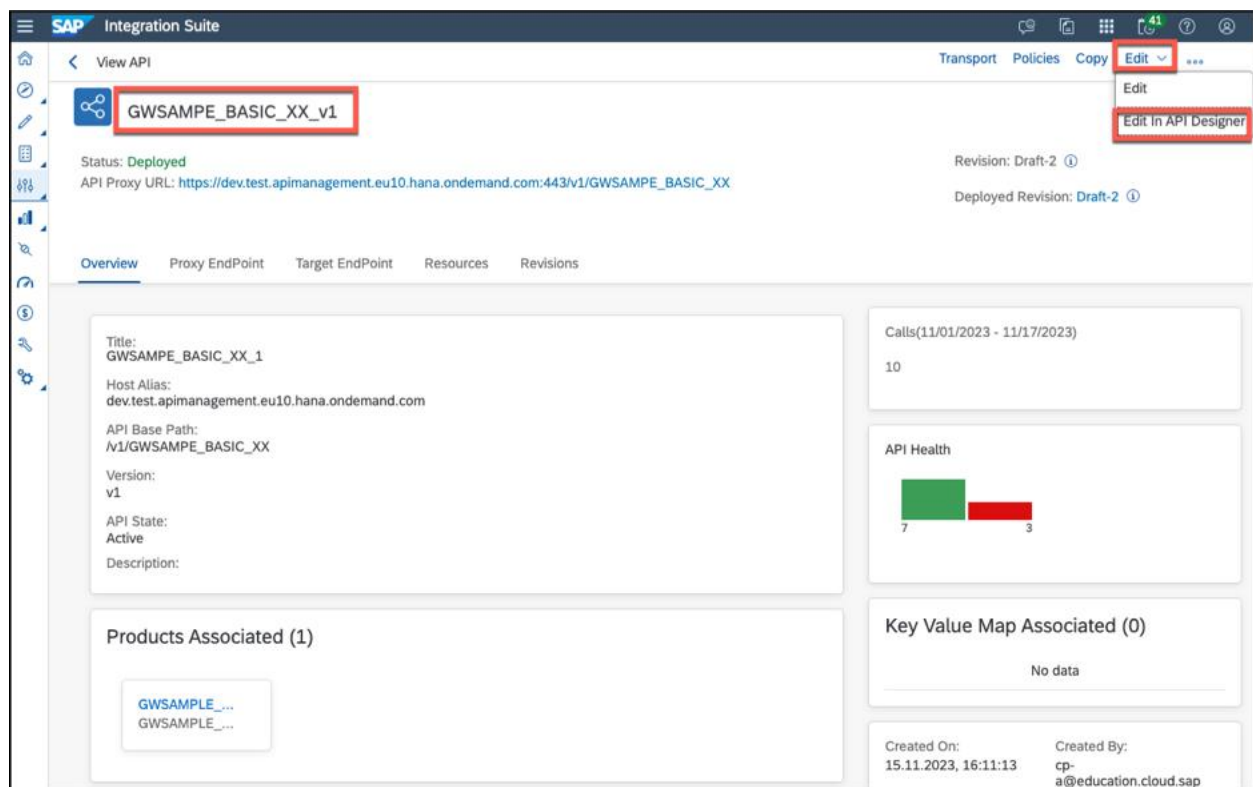 SAP Integration Suite
41
View API
Transport Policies Copy Edit
Edit
Edit In API Designer
GWSAMPE_BASIC_XX_v1
Status: Deployed
API Proxy URL: https://dev.test.apimanagement.eu10.hana.ondemand.com:443/v1/GWSAMPE_BASIC_XX
Revision: Draft-2
Deployed Revision: Draft-2
Overview Proxy EndPoint Target EndPoint Resources Revisions
Title:
GWSAMPE_BASIC_XX_1
Host Alias:
dev.test.apimanagement.eu10.hana.ondemand.com
API Base Path:
/v1/GWSAMPE_BASIC_XX
Version:
v1
API State:
Active
Description:
Calls(11/01/2023 - 11/17/2023)
10
API Health
7 3
Products Associated (1)
GWSAMPLE_...
GWSAMPLE_...
Key Value Map Associated (0)
No data
Created On:
15.11.2023, 16:11:13
Created By:
cp-
a@education.cloud.sap